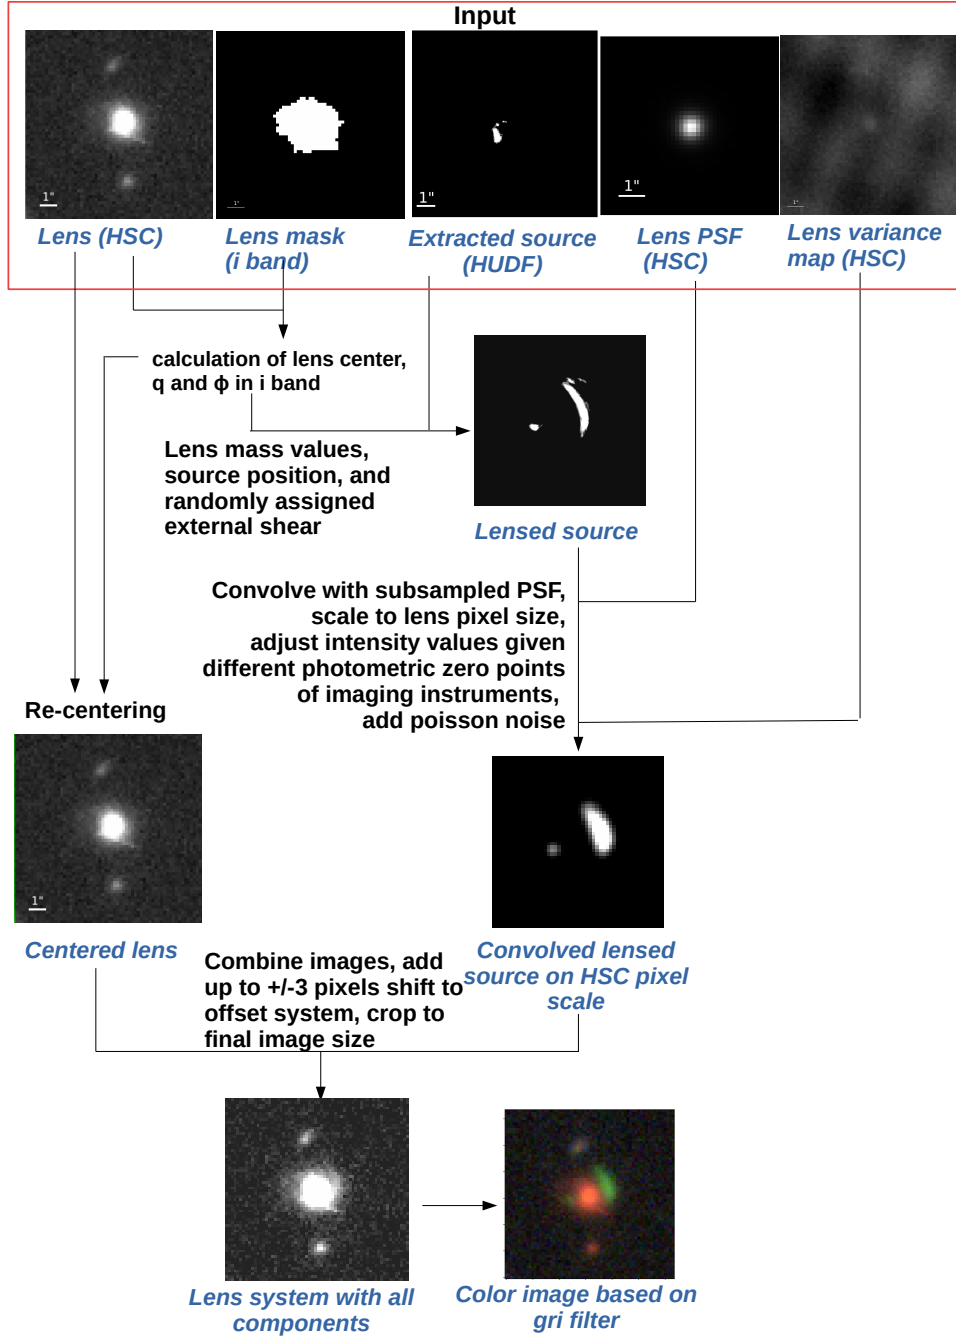 Input
1"
1"
1"
1"
1"
Lens (HSC)
Lens mask
(i band)
Extracted source
(HUDF)
Lens PSF
(HSC)
Lens variance
map (HSC)
calculation of lens center,
q and ϕ in i band
Lens mass values,
source position, and
randomly assigned
external shear
Lensed source
Convolve with subsampled PSF,
scale to lens pixel size,
adjust intensity values given
different photometric zero points
of imaging instruments,
add poisson noise
Re-centering
1"
Centered lens
Convolved lensed
source on HSC pixel
scale
Combine images, add
up to +/-3 pixels shift to
offset system, crop to
final image size
Lens system with all
components
Color image based on
gri filter